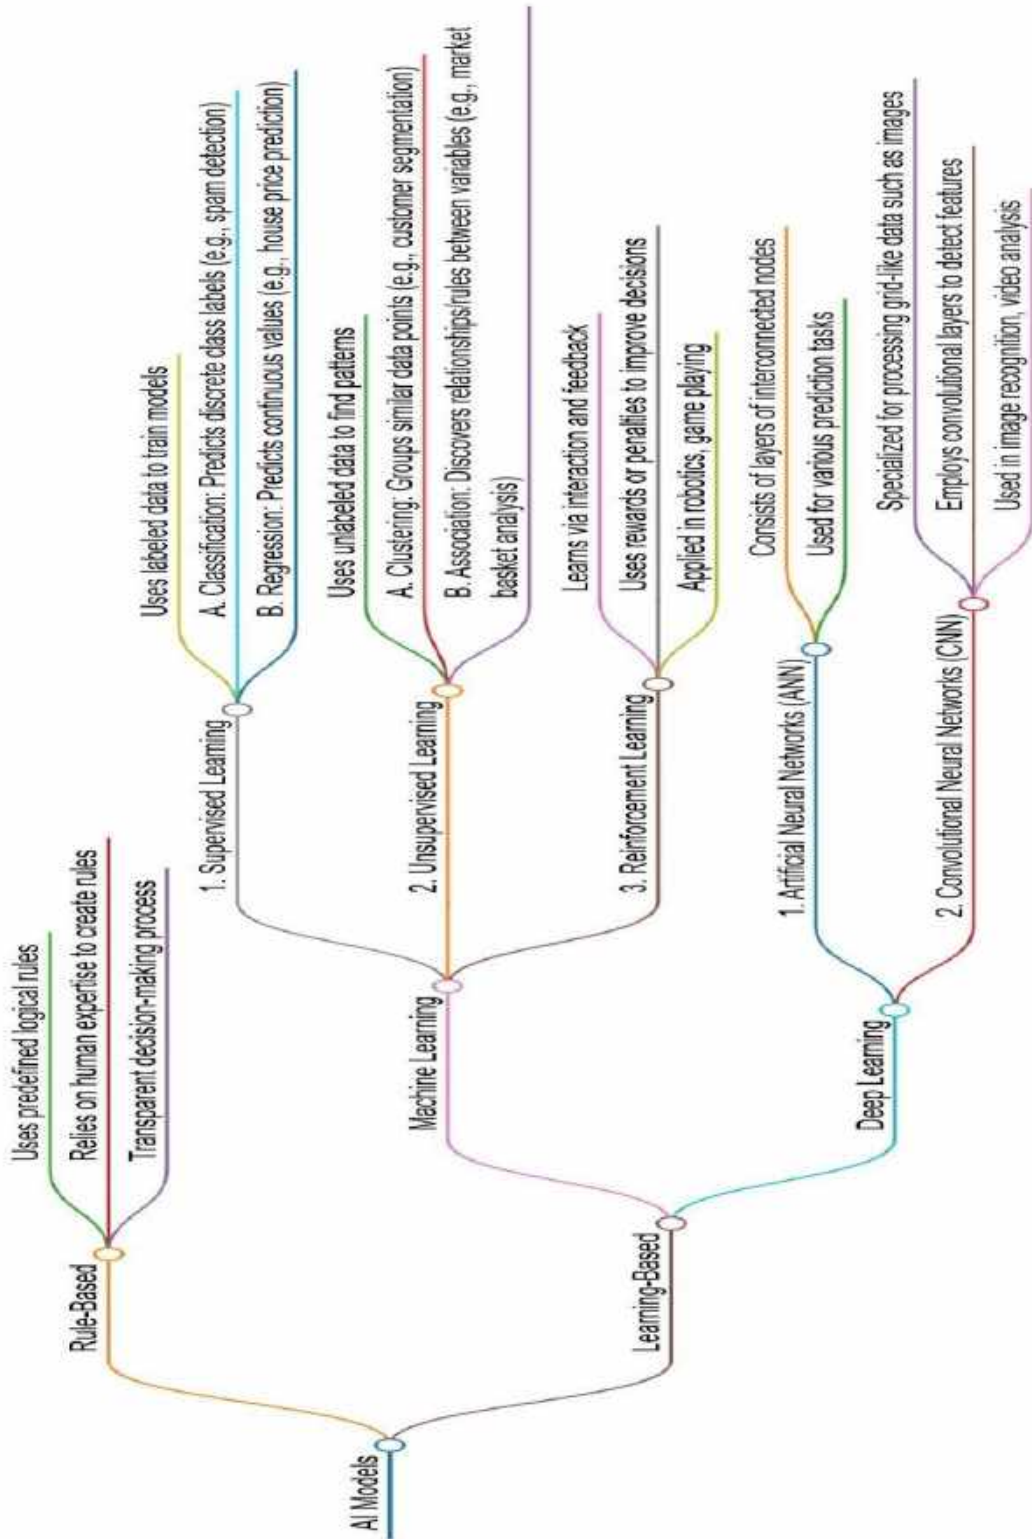 AI Models
Rule-Based
Uses predefined logical rules
Relies on human expertise to create rules
Transparent decision-making process
Learning-Based
Machine Learning
1. Supervised Learning
Uses labeled data to train models
A. Classification: Predicts discrete class labels (e.g., spam detection)
B. Regression: Predicts continuous values (e.g., house price prediction)
2. Unsupervised Learning
Uses unlabeled data to find patterns
A. Clustering: Groups similar data points (e.g., customer segmentation)
B. Association: Discovers relationships/rules between variables (e.g., market
basket analysis)
3. Reinforcement Learning
Learns via interaction and feedback
Uses rewards or penalties to improve decisions
Applied in robotics, game playing
Deep Learning
1. Artificial Neural Networks (ANN)
Consists of layers of interconnected nodes
Used for various prediction tasks
2. Convolutional Neural Networks (CNN)
Specialized for processing grid-like data such as images
Employs convolutional layers to detect features
Used in image recognition, video analysis